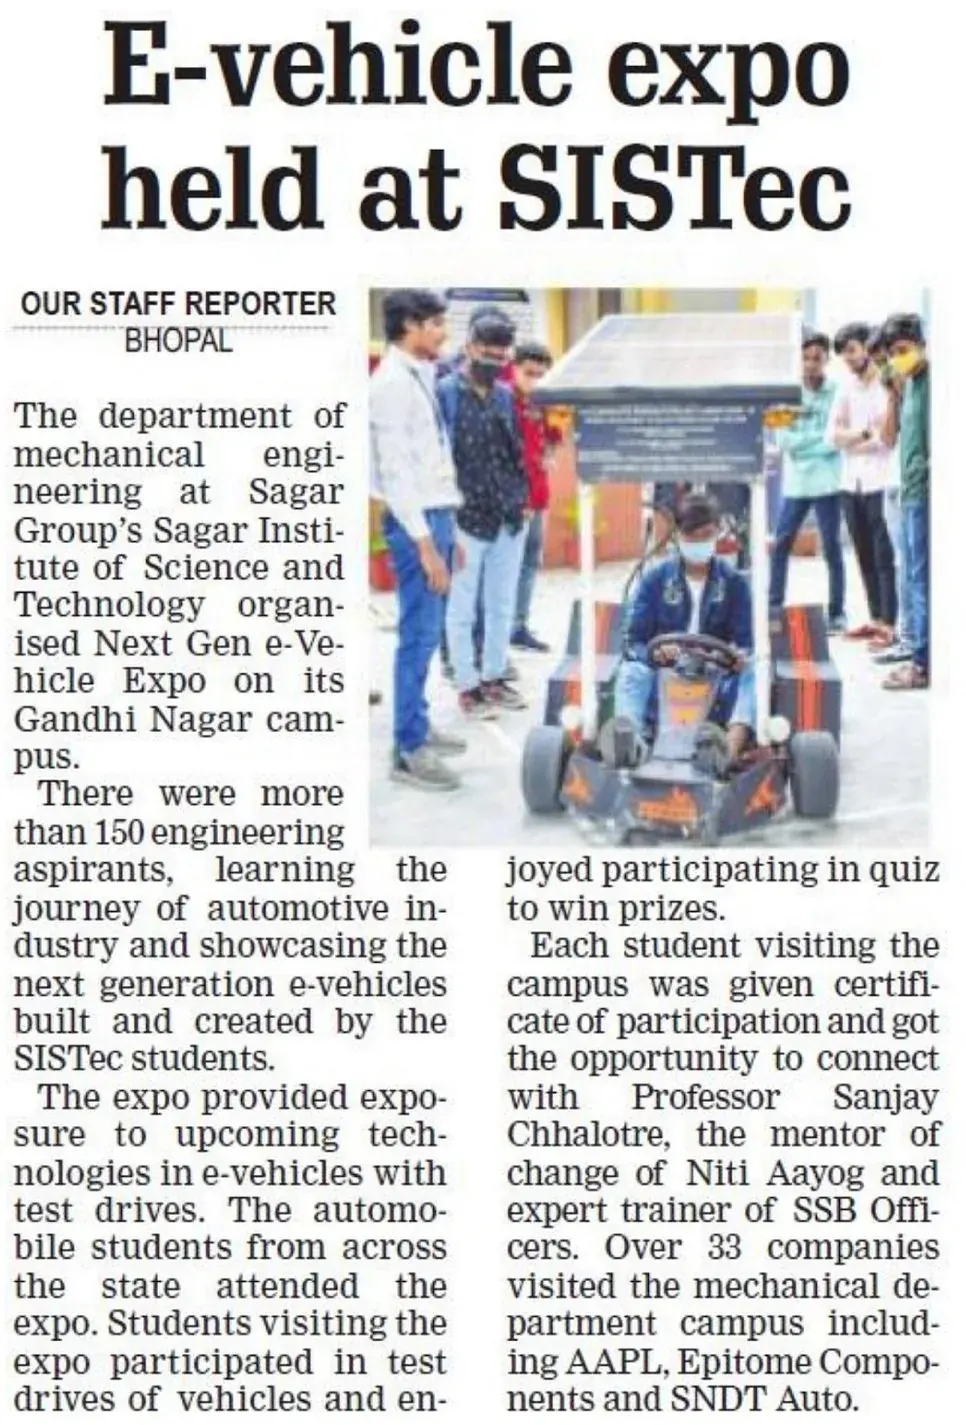 E-vehicle expo
held at SISTec
OUR STAFF REPORTER
BHOPAL
The department of
mechanical engi-
neering at Sagar
Group's Sagar Insti-
tute of Science and
Technology organ-
ised Next Gen e-Ve-
hicle Expo on its
Gandhi Nagar cam-
pus.
There were more
than 150 engineering
aspirants, learning the
journey of automotive in-
dustry and showcasing the
next generation e-vehicles
built and created by the
SISTec students.
The expo provided expo-
sure to upcoming tech-
nologies in e-vehicles with
test drives. The automo-
bile students from across
the state attended the
expo. Students visiting the
expo participated in test
drives of vehicles and en-
joyed participating in quiz
to win prizes.
Each student visiting the
campus was given certifi-
cate of participation and got
the opportunity to connect
with Professor Sanjay
Chhalotre, the mentor of
change of Niti Aayog and
expert trainer of SSB Offi-
cers. Over 33 companies
visited the mechanical de-
partment campus includ-
ing AAPL, Epitome Compo-
nents and SNDT Auto.